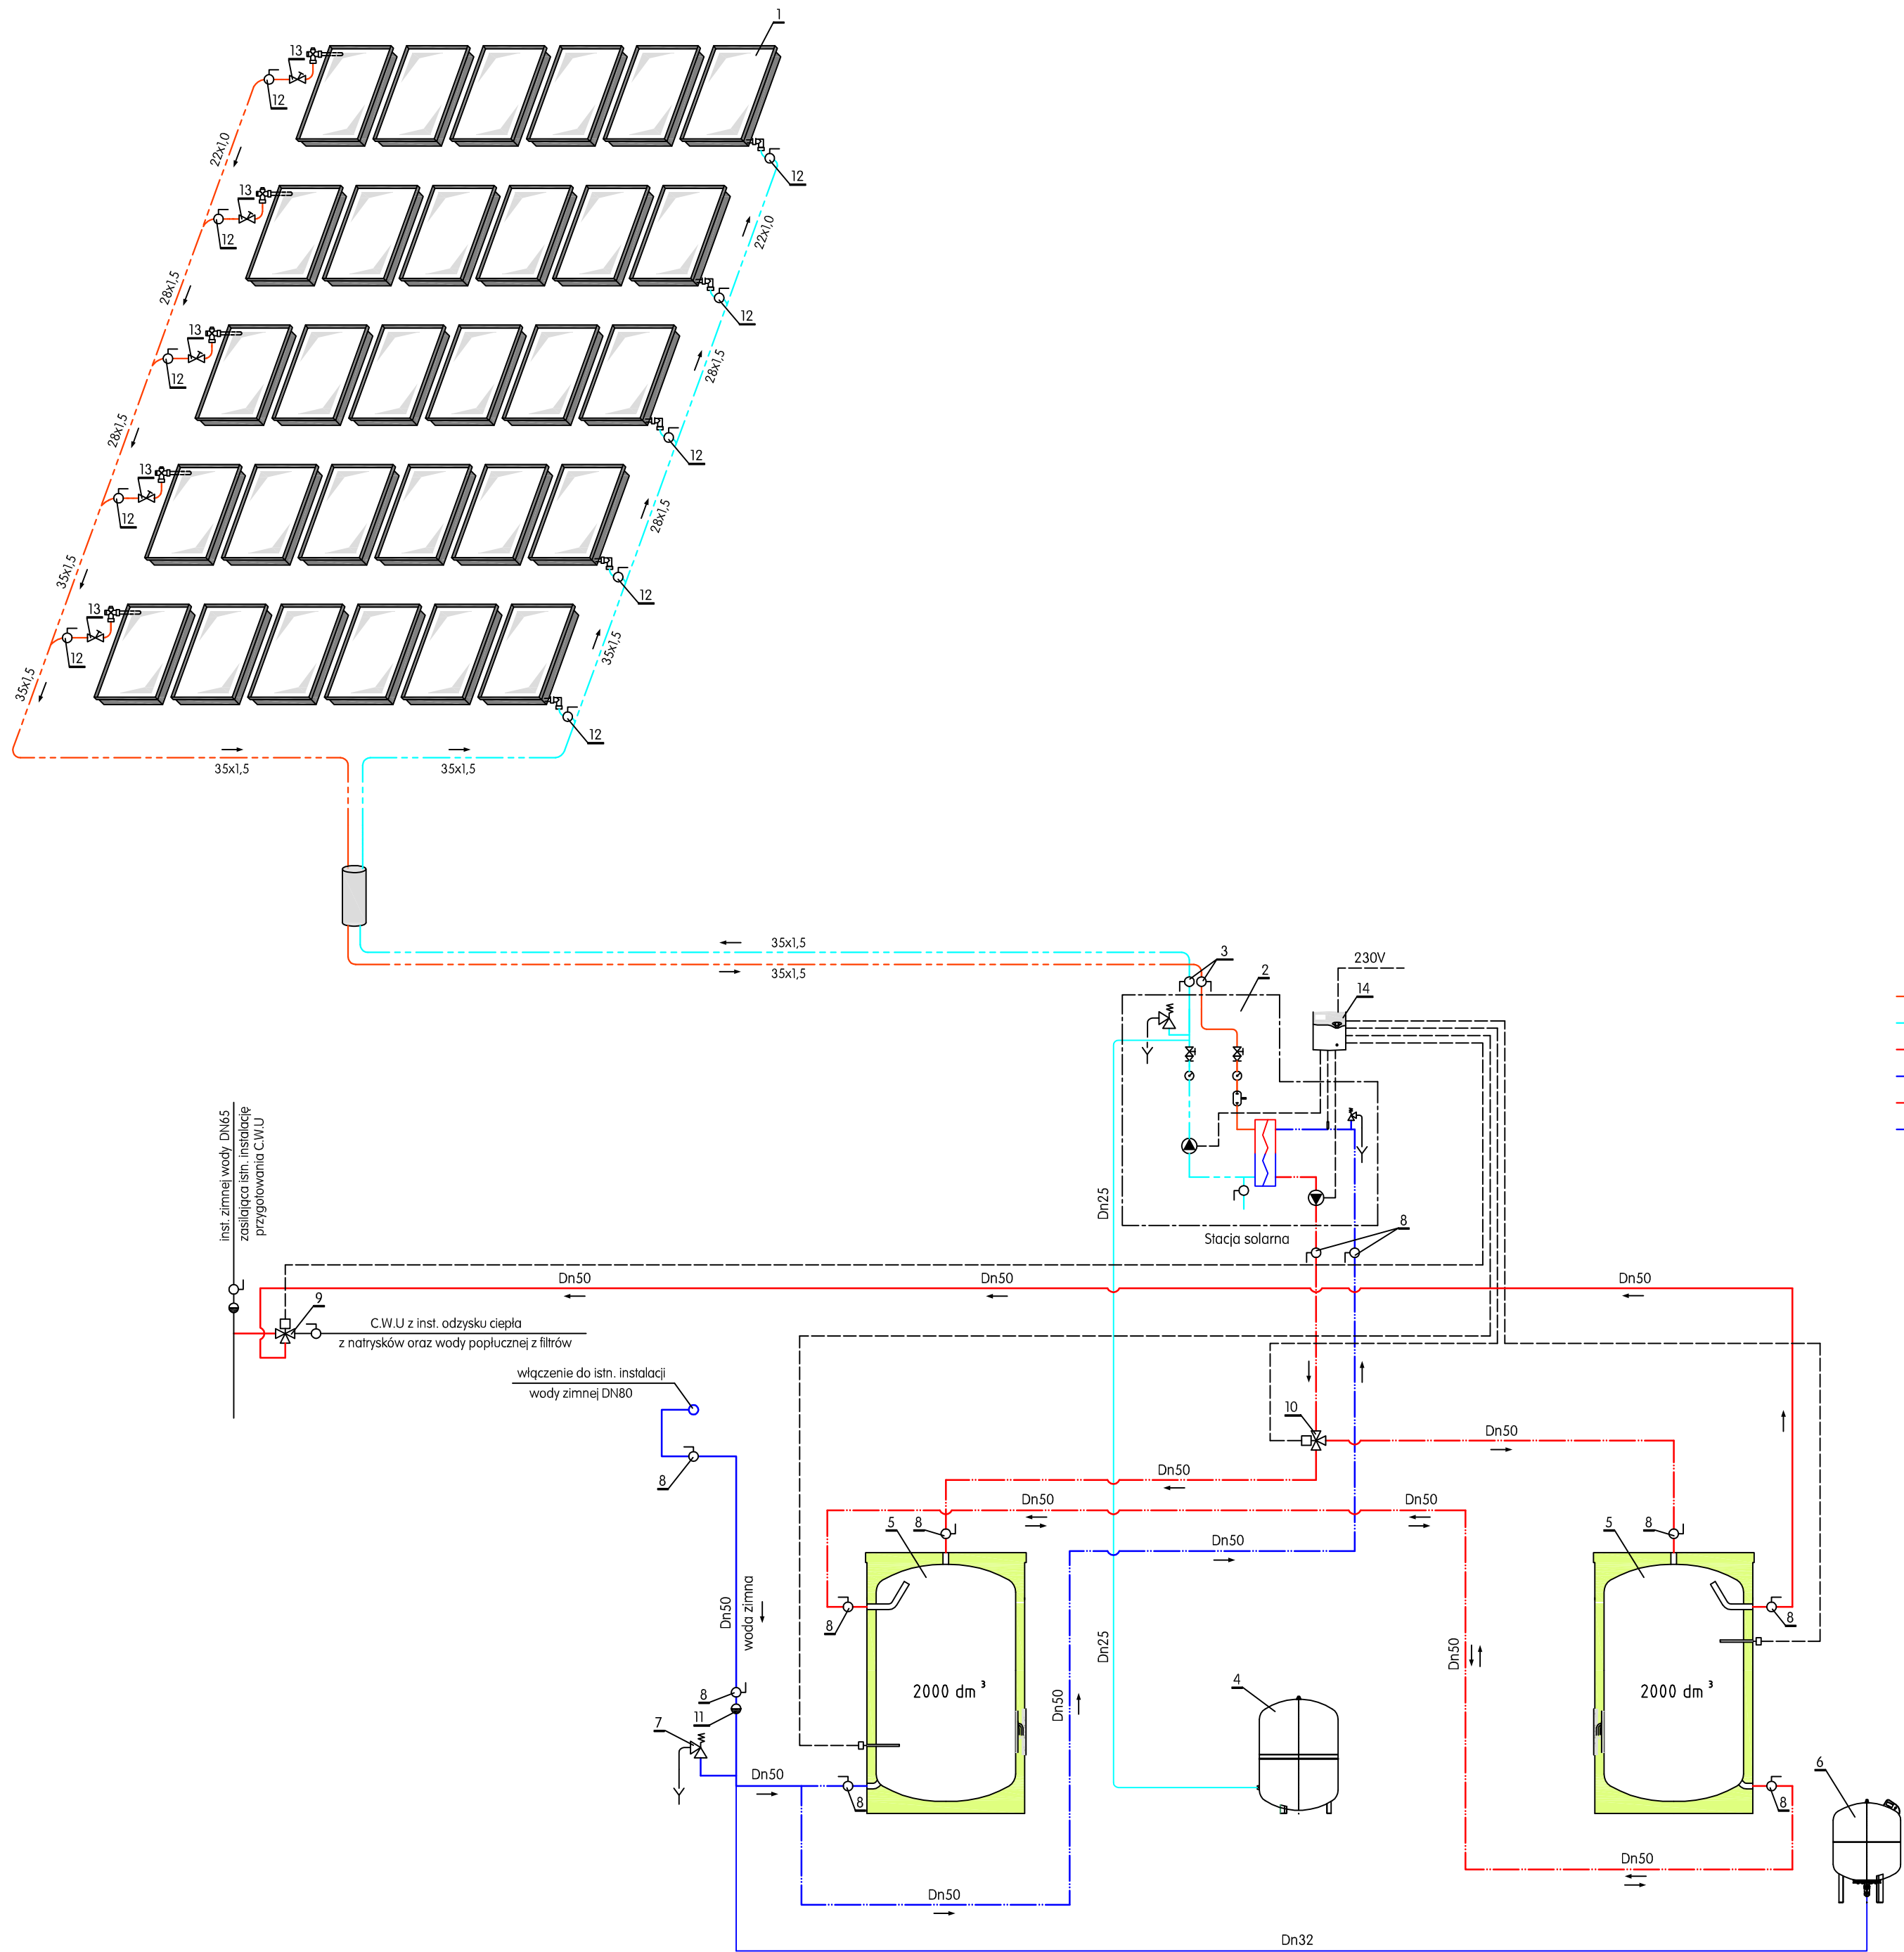 1
13
12
22x1,0
12
13
12
22x1,0
28x1,5
12
13
12
28x1,5
28x1,5
12
13
12
28x1,5
35x1,5
12
13
12
35x1,5
35x1,5
12
35x1,5
35x1,5
35x1,5
35x1,5
3
2
230V
14
inst. zimnej wody DN65
zasilająca istn. instalację
przygotowania C.W.U
Dn25
Stacja solarna
8
Dn50
Dn50
Dn50
9
C.W.U z inst. odzysku ciepła
z natrysków oraz wody popłucznej z filtrów
włączenie do istn. instalacji
wody zimnej DN80
10
Dn50
Dn50
8
Dn50
Dn50
5
8
Dn50
5
8
Dn50
woda zimna
8
8
Dn25
Dn50
8
11
7
2000 dm³
Dn50
4
2000 dm³
Dn50
8
6
8
Dn50
Dn50
Dn32